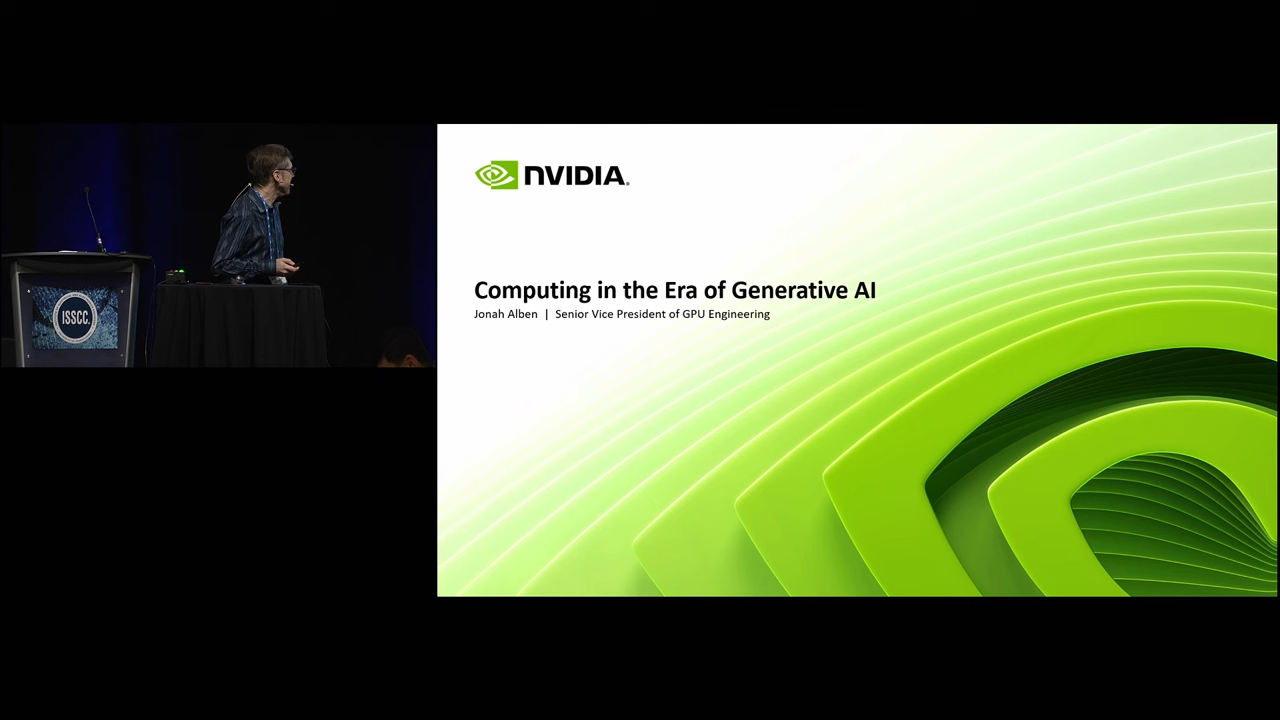 ISSCC.
NVIDIA.
Computing in the Era of Generative AI
Jonah Alben | Senior Vice President of GPU Engineering